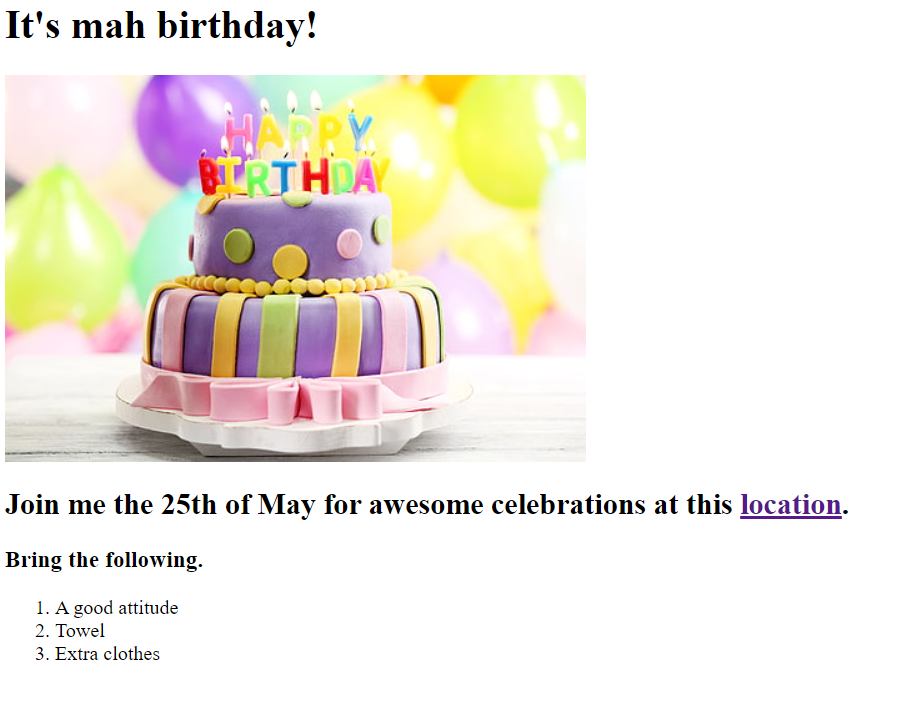 It's mah birthday!
HAPPY
BIRTHDAY
Join me the 25th of May for awesome celebrations at this location.
Bring the following.
1. A good attitude
2. Towel
3. Extra clothes